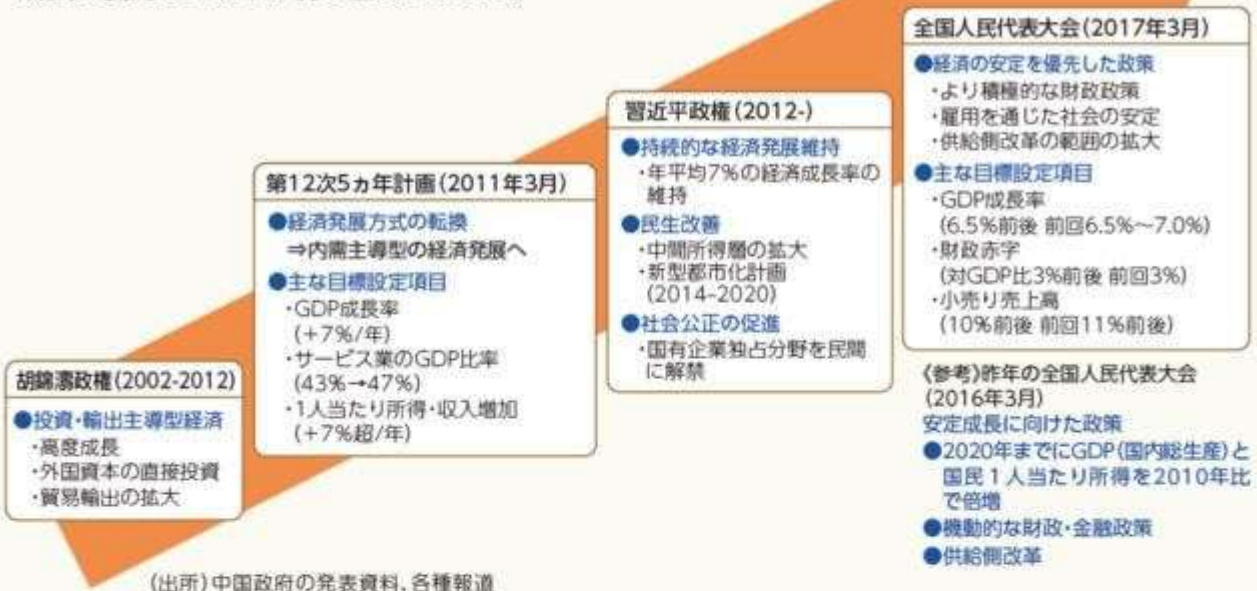 胡錦濤政権(2002-2012)
●投資・輸出主導型経済
・高度成長
・外国資本の直接投資
・貿易輸出の拡大
第12次5ヵ年計画(2011年3月)
●経済発展方式の転換
⇒内需主導型の経済発展へ
●主な目標設定項目
・GDP成長率
(+7%/年)
・サービス業のGDP比率
(43%→47%)
・1人当たり所得・収入増加
(+7%超/年)
習近平政権(2012-)
●持続的な経済発展維持
・年平均7%の経済成長率の
維持
●民生改善
・中間所得層の拡大
・新型都市化計画
(2014-2020)
●社会公正の促進
・国有企業独占分野を民間
に解禁
全国人民代表大会(2017年3月)
●経済の安定を優先した政策
・より積極的な財政政策
・雇用を通じた社会の安定
・供給側改革の範囲の拡大
●主な目標設定項目
・GDP成長率
(6.5%前後 前回6.5%～7.0%)
・財政赤字
(対GDP比3%前後 前回3%)
・小売り売上高
(10%前後 前回11%前後)
《参考》昨年の全国人民代表大会
(2016年3月)
安定成長に向けた政策
●2020年までにGDP(国内総生産)と
国民1人当たり所得を2010年比
で倍増
●機動的な財政・金融政策
●供給側改革
(出所)中国政府の発表資料、各種報道